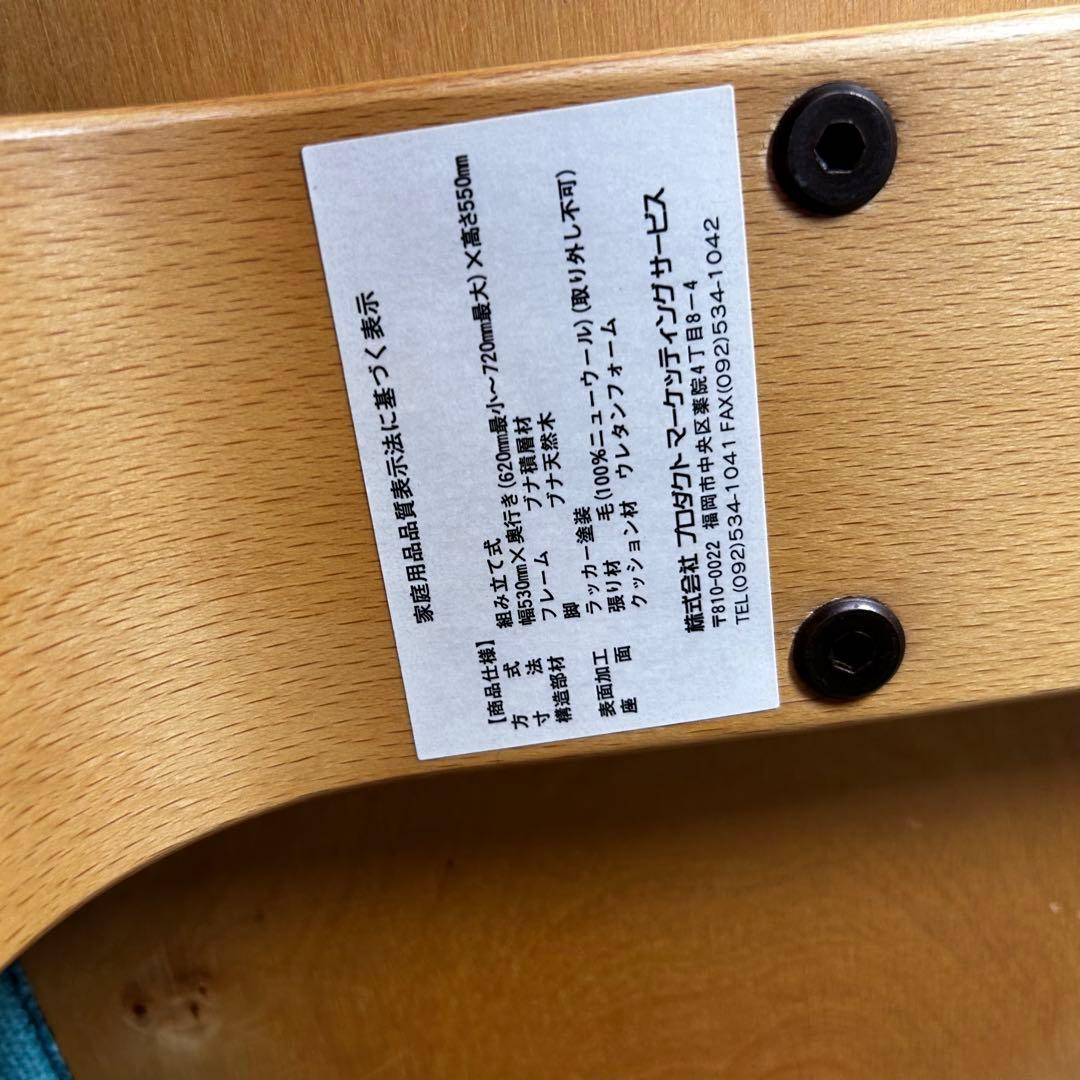 家庭用品品質表示法に基づく表示
【商品仕様】
方式 組み立て式
寸法 幅530mm×奥行き(620mm最小～720mm最大)×高さ550mm
構造部材 フレーム ブナ積層材
脚 ブナ天然木
表面加工 ラッカー塗装
座面 張り材 毛(100%ニューウール)(取り外し不可)
クッション材 ウレタンフォーム
株式会社 プロダクトマーケッティングサービス
〒810-0022 福岡市中央区薬院4丁目8-4
TEL(092)534-1041 FAX(092)534-1042